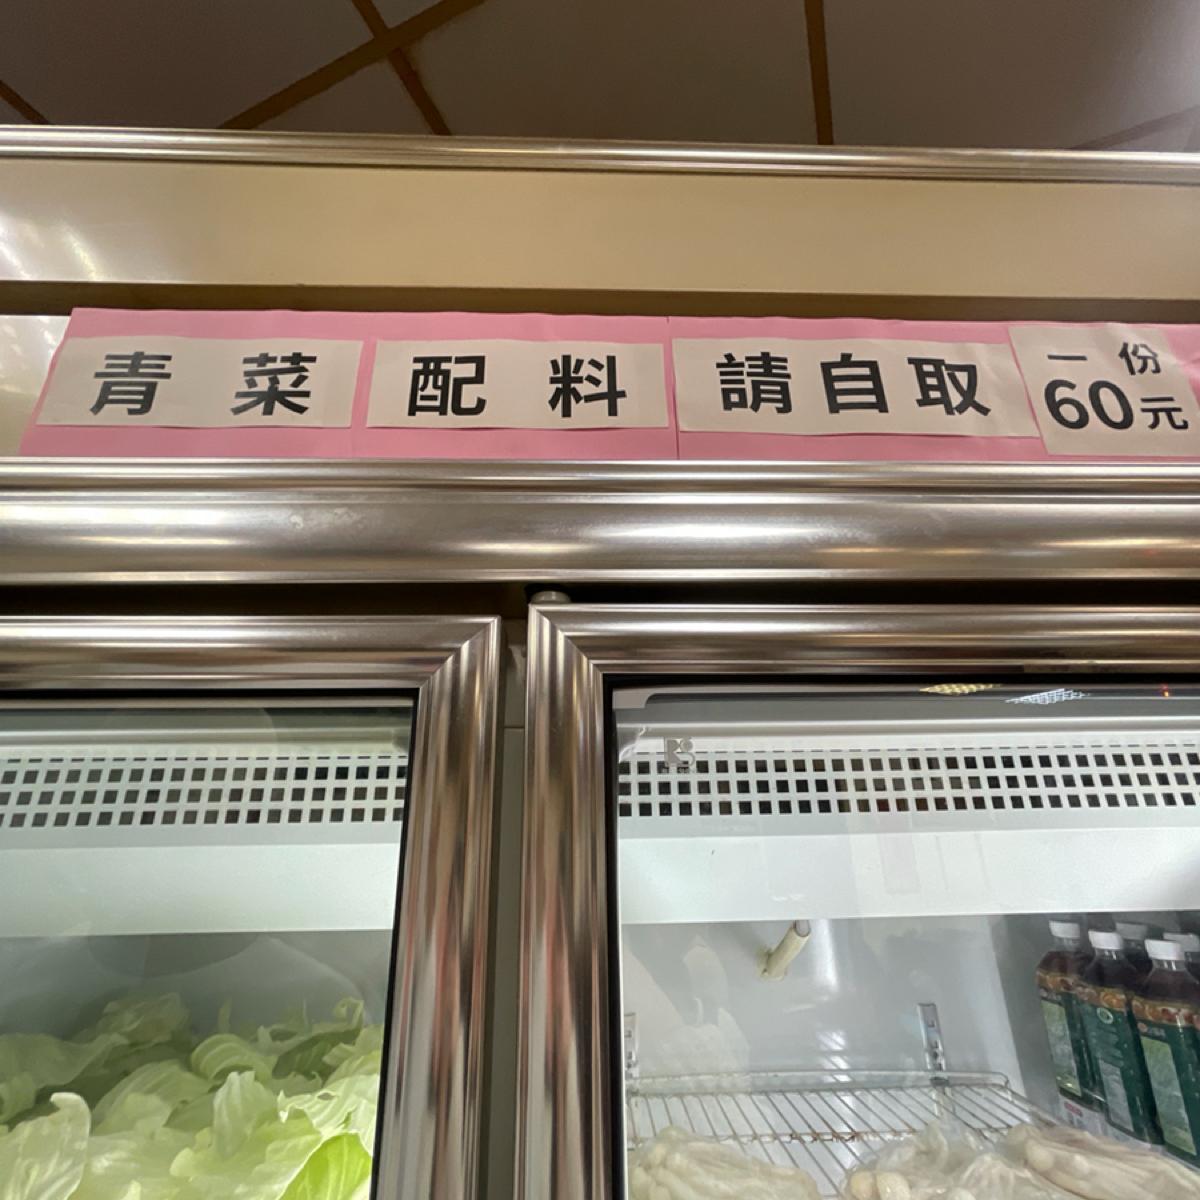 青菜 配料 請自取 一份
60元